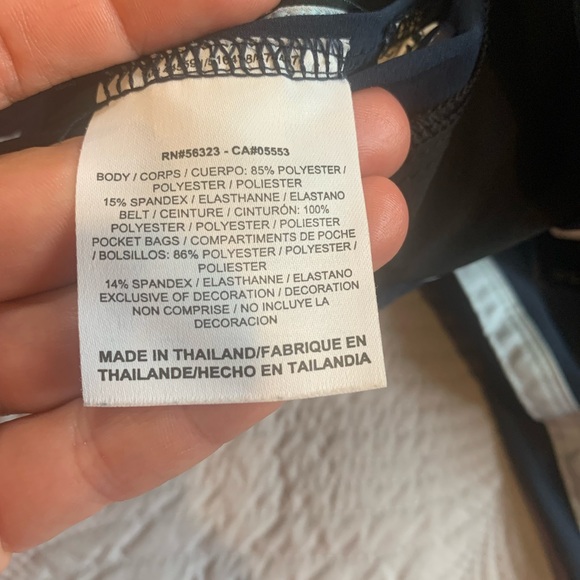 RN#56323 - CA#05553
BODY / CORPS / CUERPO: 85% POLYESTER /
POLYESTER / POLIESTER
15% SPANDEX / ELASTHANNE / ELASTANO
BELT / CEINTURE / CINTURÓN: 100%
POLYESTER / POLYESTER / POLIESTER
POCKET BAGS / COMPARTIMENTS DE POCHE
/ BOLSILLOS: 86% POLYESTER / POLYESTER /
POLIESTER
14% SPANDEX / ELASTHANNE / ELASTANO
EXCLUSIVE OF DECORATION / DECORATION
NON COMPRISE / NO INCLUYE LA
DECORACION
MADE IN THAILAND/FABRIQUE EN
THAILANDE/HECHO EN TAILANDIA